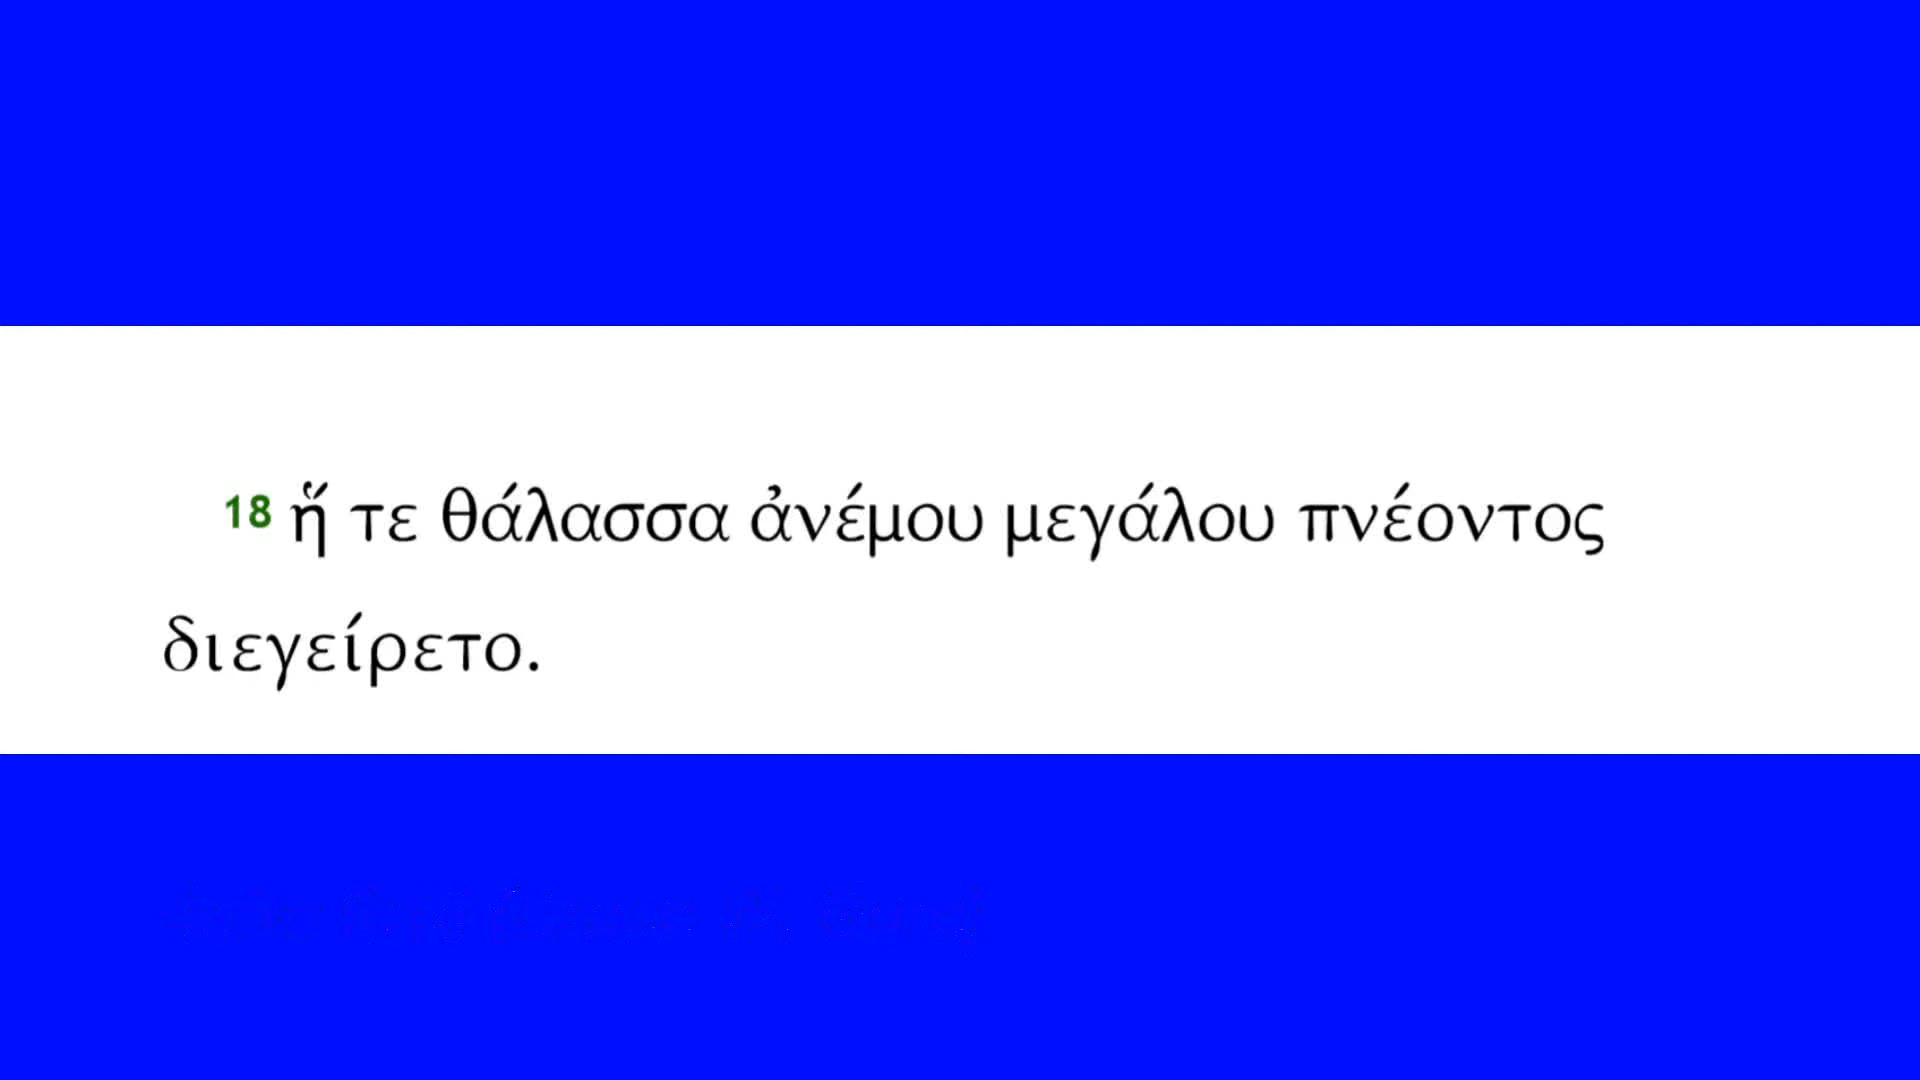 18 ἥ τε θάλασσα ἀνέμου μεγάλου πνέοντος
διεγείρετο.